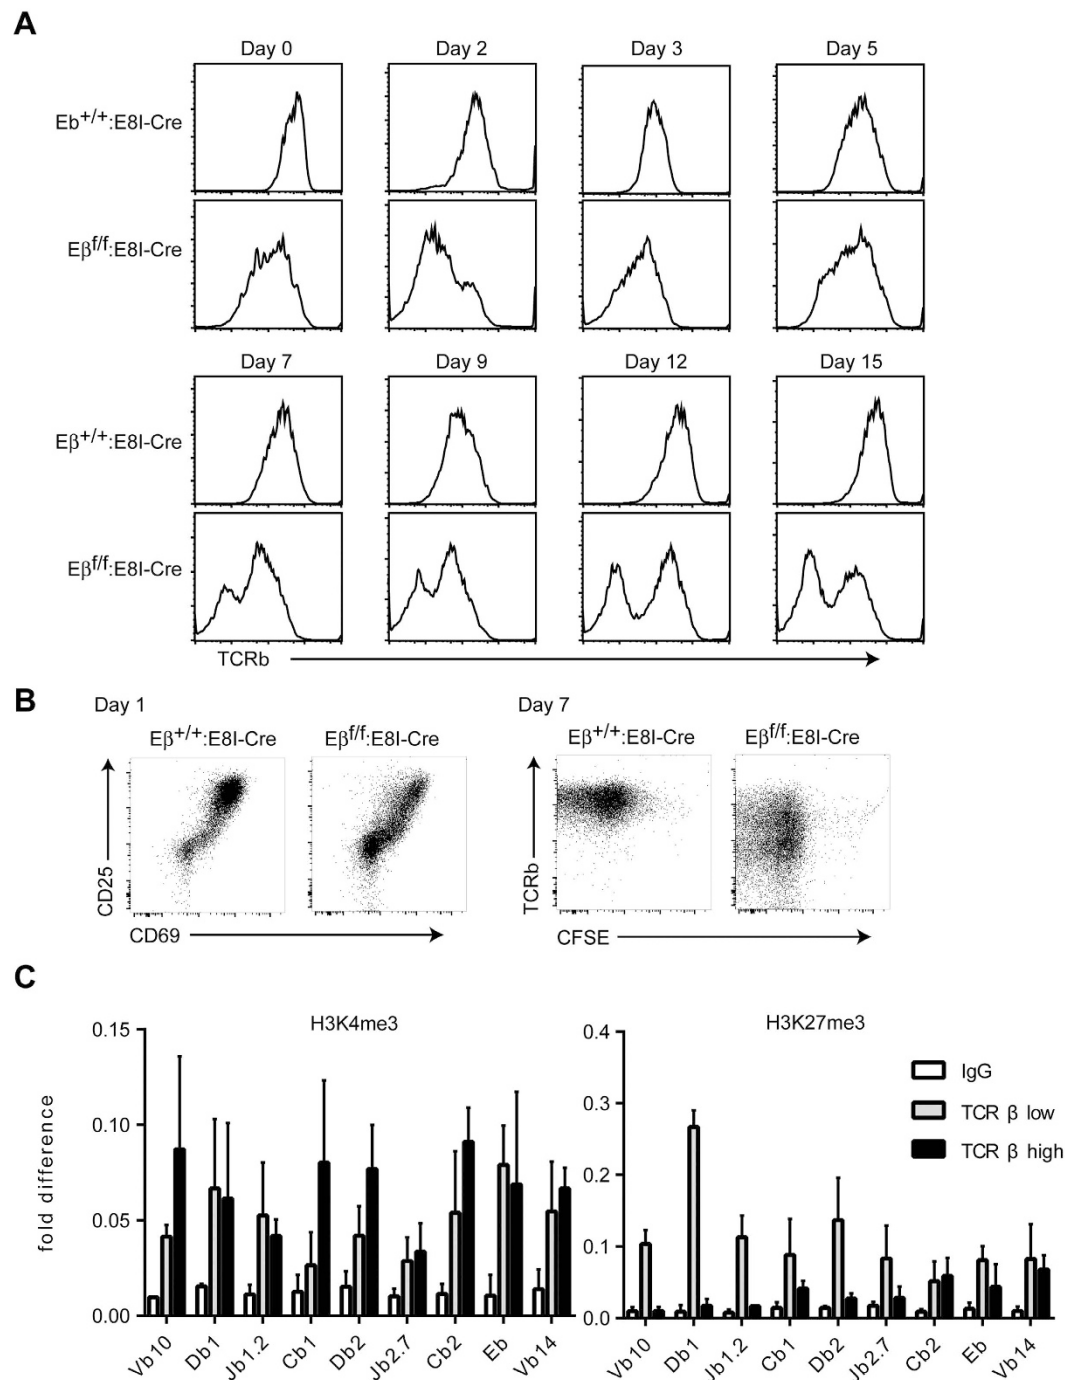 A
Day 0 Day 2 Day 3 Day 5
Eb+/+:E8I-Cre
Eβf/f:E8I-Cre
Day 7 Day 9 Day 12 Day 15
Eβ+/+:E8I-Cre
Eβf/f:E8I-Cre
TCRb
B
Day 1 Day 7
Eβ+/+:E8I-Cre Eβf/f:E8I-Cre Eβ+/+:E8I-Cre Eβf/f:E8I-Cre
CD25
CD69
TCRb
CFSE
C
H3K4me3
fold difference
0.15
0.10
0.05
0.00
Vb10 Db1 Jb1.2 Cb1 Db2 Jb2.7 Cb2 Eb Vb14
H3K27me3
0.4
0.3
0.2
0.1
0.0
Vb10 Db1 Jb1.2 Cb1 Db2 Jb2.7 Cb2 Eb Vb14
IgG
TCR β low
TCR β high